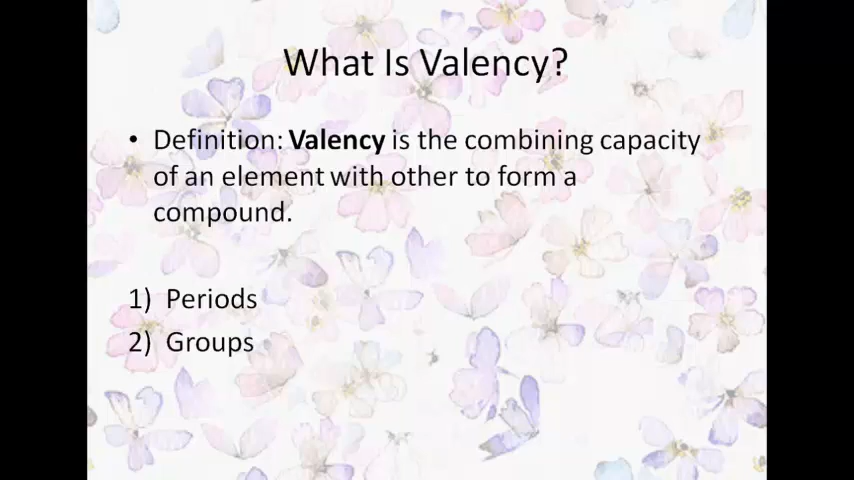 What Is Valency?
• Definition: Valency is the combining capacity
of an element with other to form a
compound.
1) Periods
2) Groups